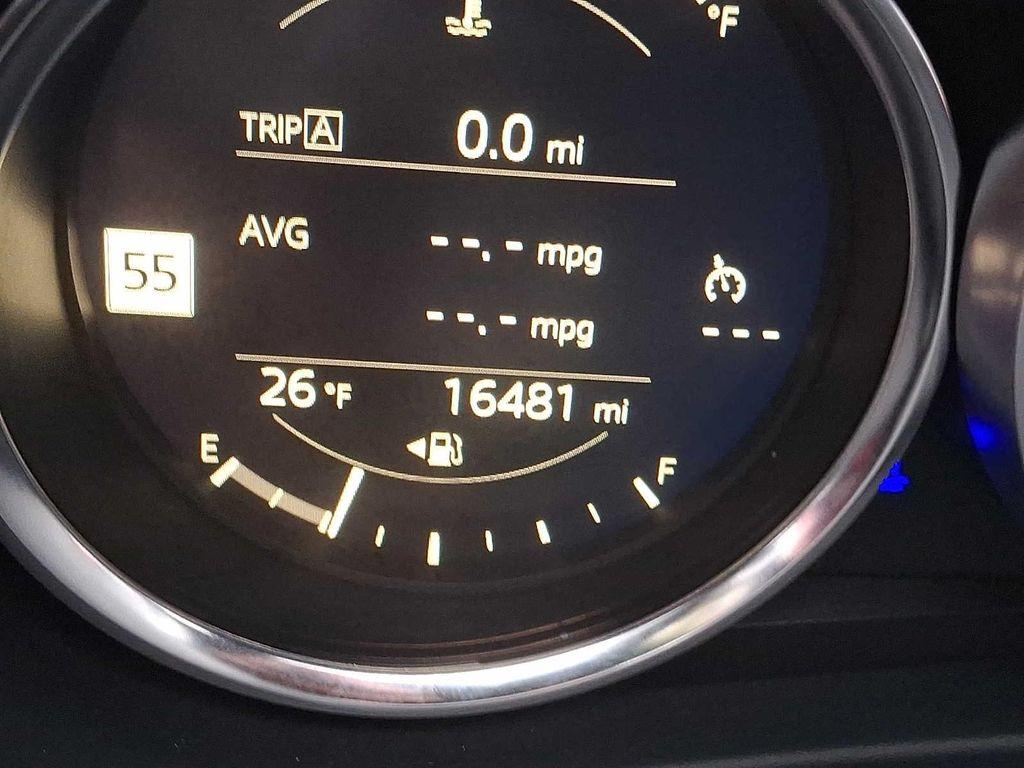 °F
TRIP A 0.0 mi
AVG --.- mpg
55
--.- mpg
---
26 °F 16481 mi
E F